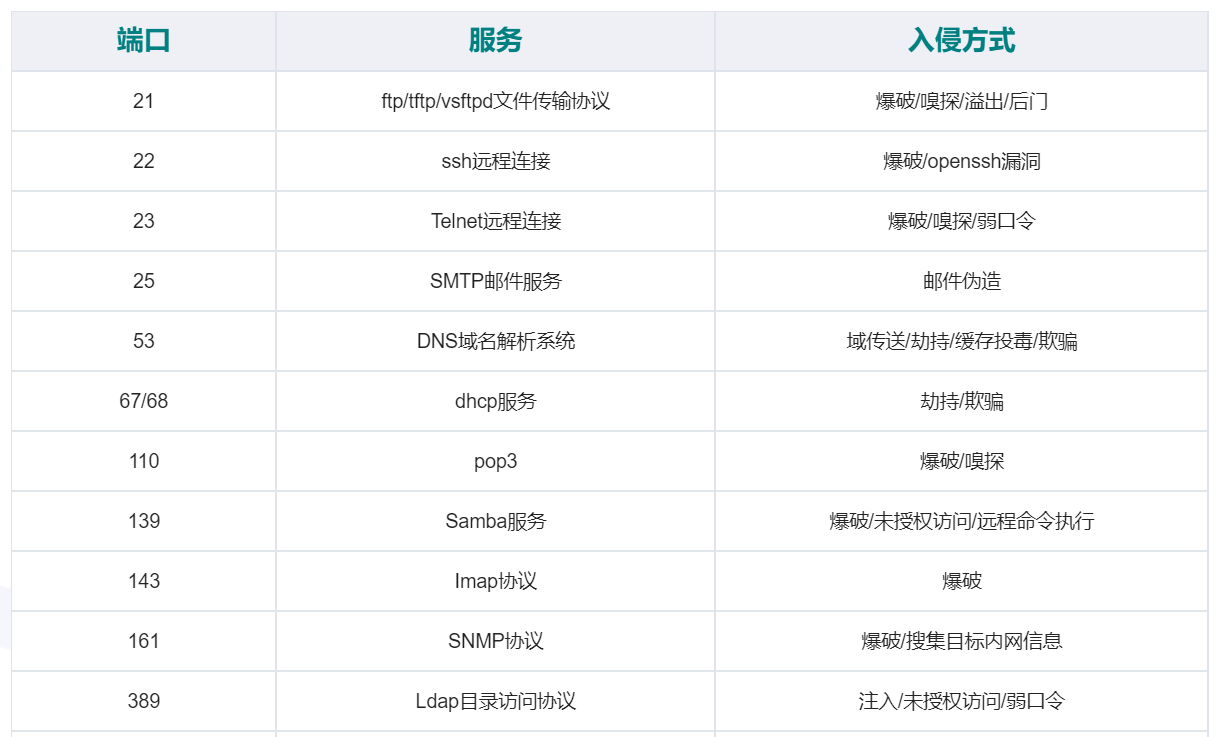 端口 服务 入侵方式
21 ftp/tftp/vsftpd文件传输协议 爆破/嗅探/溢出/后门
22 ssh远程连接 爆破/openssh漏洞
23 Telnet远程连接 爆破/嗅探/弱口令
25 SMTP邮件服务 邮件伪造
53 DNS域名解析系统 域传送/劫持/缓存投毒/欺骗
67/68 dhcp服务 劫持/欺骗
110 pop3 爆破/嗅探
139 Samba服务 爆破/未授权访问/远程命令执行
143 Imap协议 爆破
161 SNMP协议 爆破/搜集目标内网信息
389 Ldap目录访问协议 注入/未授权访问/弱口令